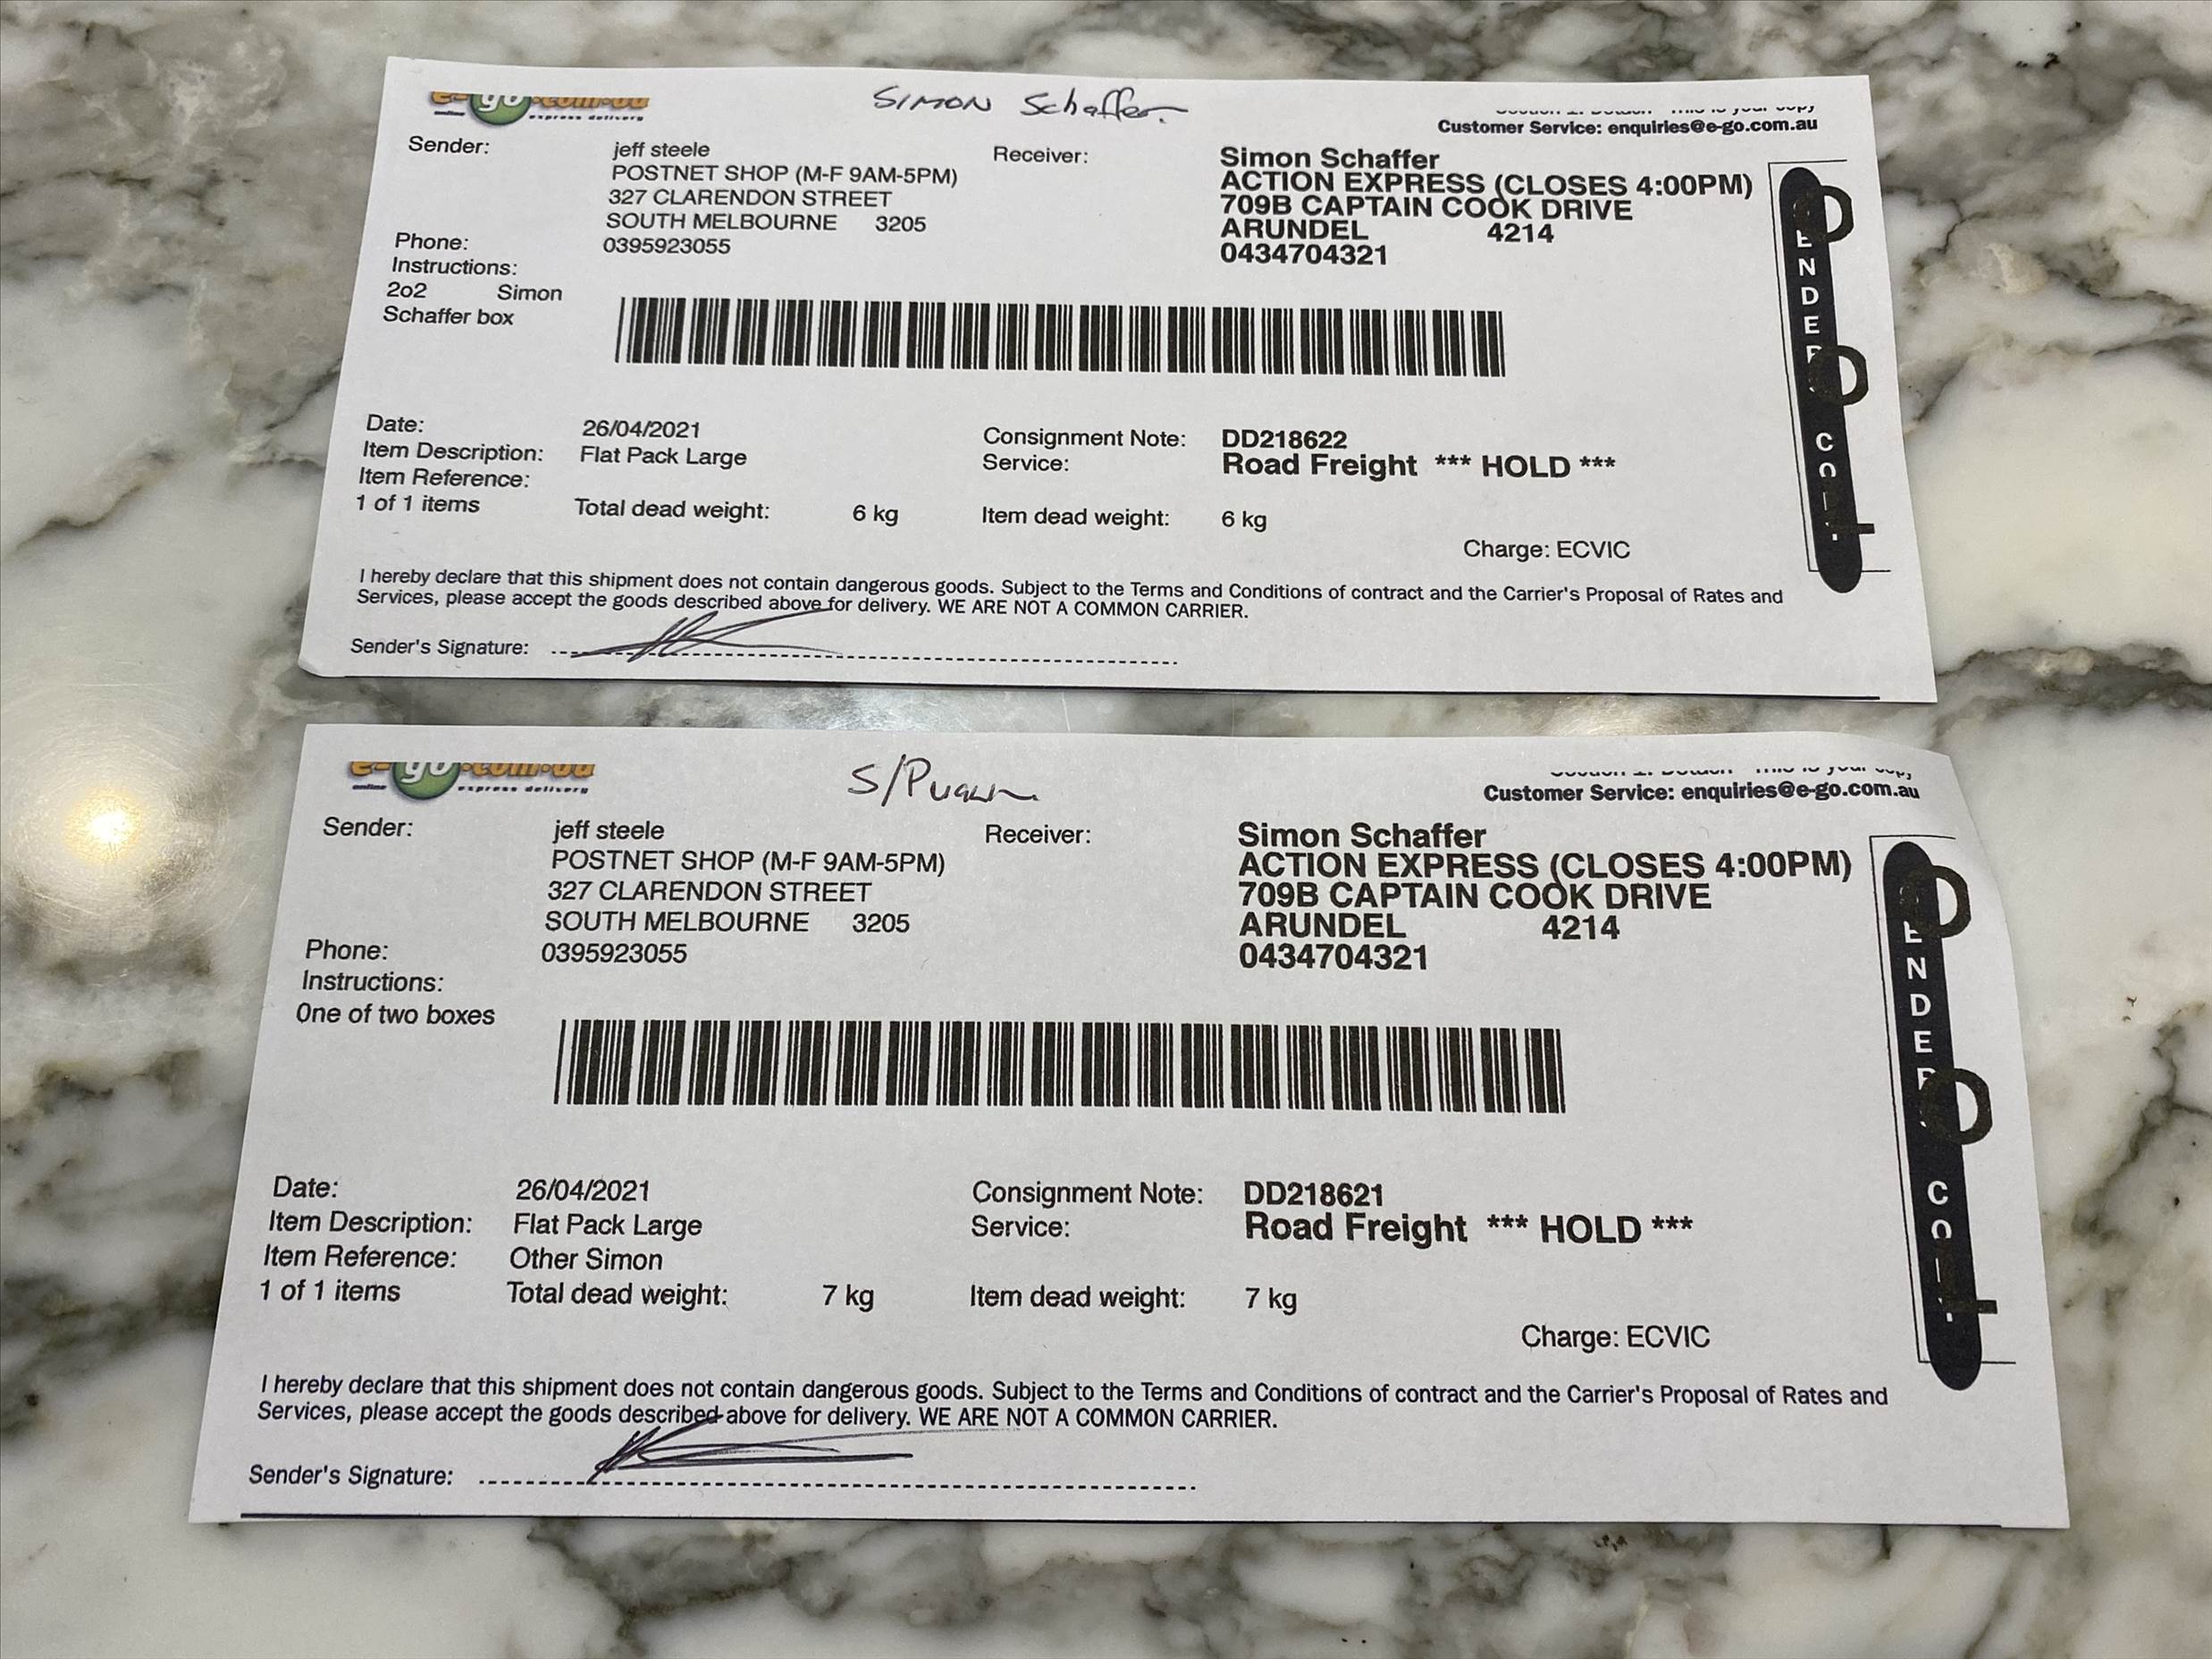 e-go.com.au
online express delivery
SIMON Schaffer
Customer Service: enquiries@e-go.com.au
Sender: jeff steele Receiver: Simon Schaffer
POSTNET SHOP (M-F 9AM-5PM) ACTION EXPRESS (CLOSES 4:00PM)
327 CLARENDON STREET 709B CAPTAIN COOK DRIVE
SOUTH MELBOURNE 3205 ARUNDEL 4214
Phone: 0395923055 0434704321
Instructions:
2o2 Simon
Schaffer box
Date: 26/04/2021 Consignment Note: DD218622
Item Description: Flat Pack Large Service: Road Freight *** HOLD ***
Item Reference:
1 of 1 items Total dead weight: 6 kg Item dead weight: 6 kg
Charge: ECVIC
I hereby declare that this shipment does not contain dangerous goods. Subject to the Terms and Conditions of contract and the Carrier's Proposal of Rates and
Services, please accept the goods described above for delivery. WE ARE NOT A COMMON CARRIER.
Sender's Signature:
e-go.com.au
online express delivery
Customer Service: enquiries@e-go.com.au
Sender: jeff steele Receiver: Simon Schaffer
POSTNET SHOP (M-F 9AM-5PM) ACTION EXPRESS (CLOSES 4:00PM)
327 CLARENDON STREET 709B CAPTAIN COOK DRIVE
SOUTH MELBOURNE 3205 ARUNDEL 4214
Phone: 0395923055 0434704321
Instructions:
One of two boxes
Date: 26/04/2021 Consignment Note: DD218621
Item Description: Flat Pack Large Service: Road Freight *** HOLD ***
Item Reference: Other Simon
1 of 1 items Total dead weight: 7 kg Item dead weight: 7 kg
Charge: ECVIC
I hereby declare that this shipment does not contain dangerous goods. Subject to the Terms and Conditions of contract and the Carrier's Proposal of Rates and
Services, please accept the goods described above for delivery. WE ARE NOT A COMMON CARRIER.
Sender's Signature: